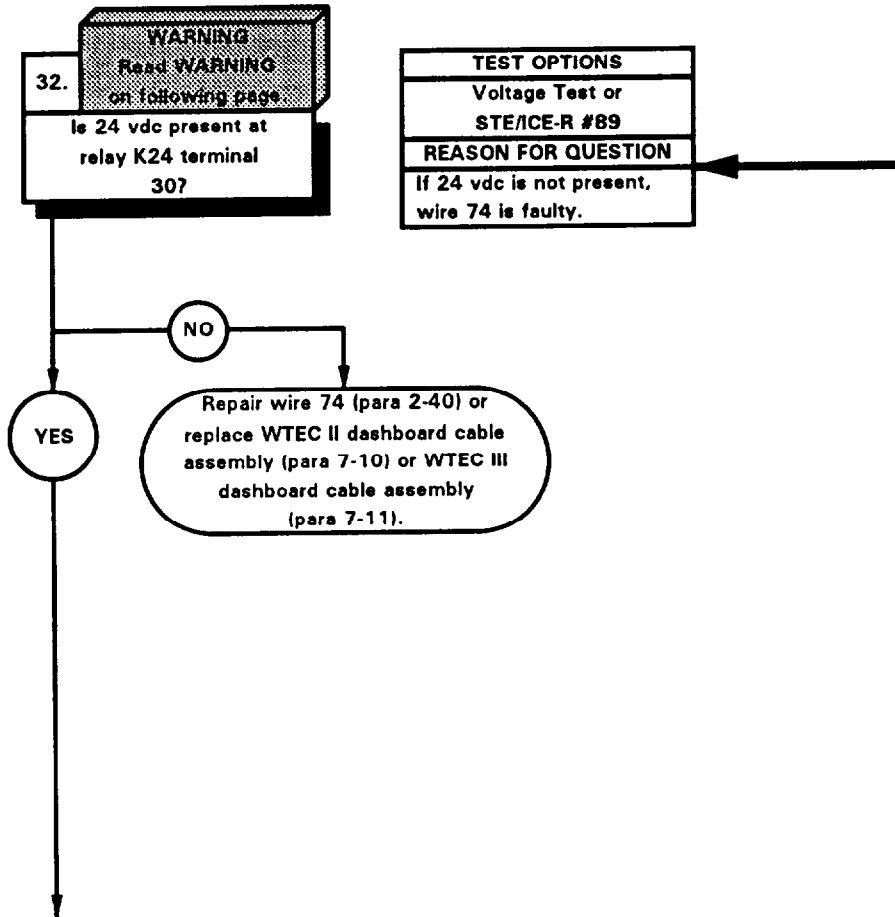 WARNING
Read WARNING
on following page
32.
Is 24 vdc present at
relay K24 terminal
30?
TEST OPTIONS
Voltage Test or
STE/ICE-R #89
REASON FOR QUESTION
If 24 vdc is not present,
wire 74 is faulty.
NO
YES
Repair wire 74 (para 2-40) or
replace WTEC II dashboard cable
assembly (para 7-10) or WTEC III
dashboard cable assembly
(para 7-11).